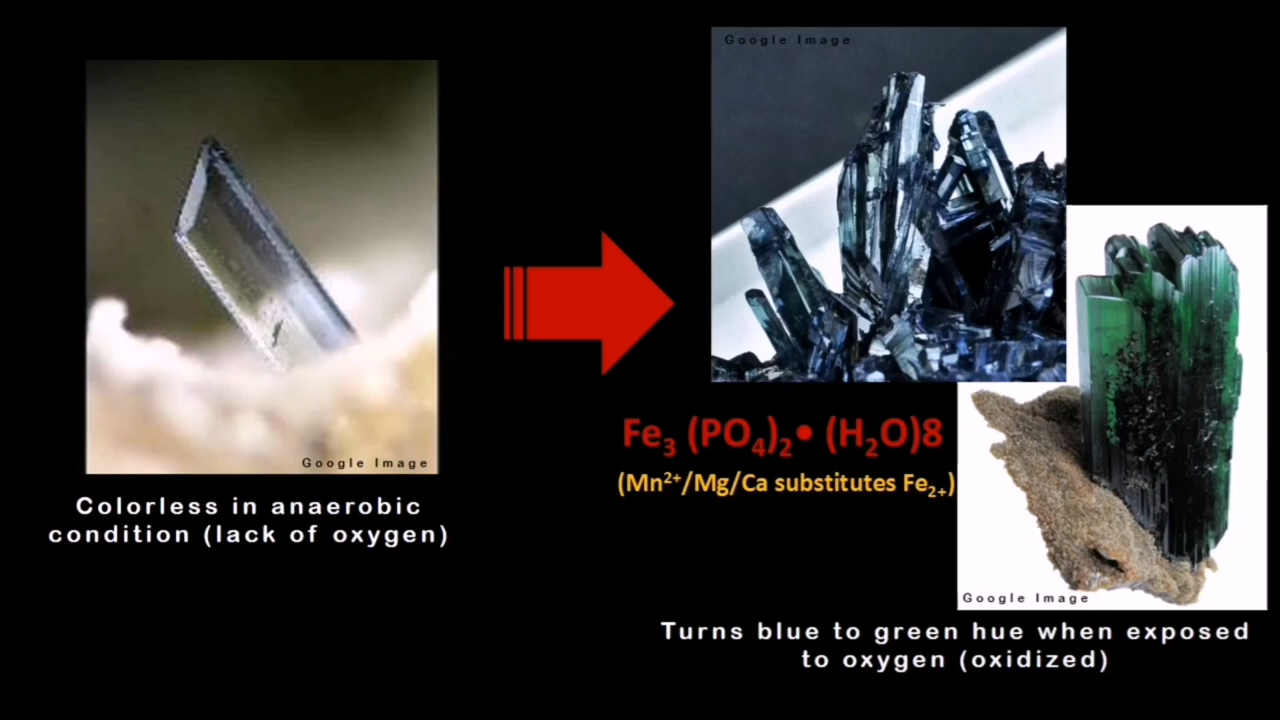 Google Image
Google Image
Colorless in anaerobic
condition (lack of oxygen)
Fe₃ (PO₄)₂• (H₂O)8
(Mn²⁺/Mg/Ca substitutes Fe₂₊)
Google Image
Turns blue to green hue when exposed
to oxygen (oxidized)